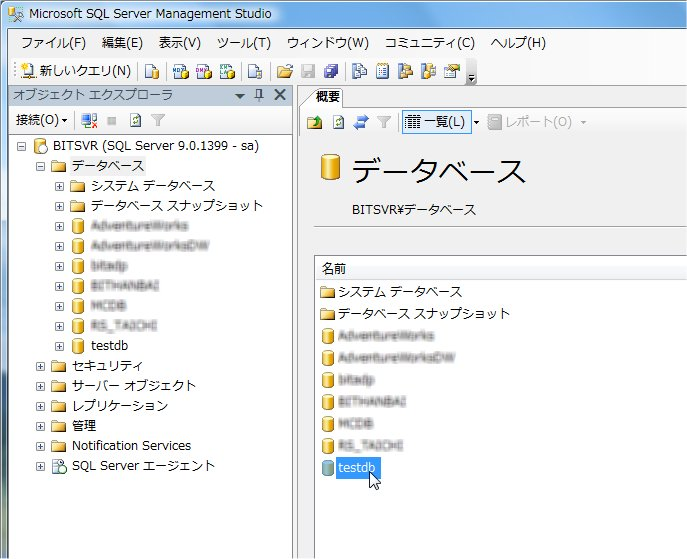 Microsoft SQL Server Management Studio
ファイル(F) 編集(E) 表示(V) ツール(T) ウィンドウ(W) コミュニティ(C) ヘルプ(H)
新しいクエリ(N)
オブジェクト エクスプローラ
接続(O)
BITSVR (SQL Server 9.0.1399 - sa)
データベース
システム データベース
データベース スナップショット
AdventureWorks
AdventureWorksDW
BITHANBAI
MCDB
RS_TAICHI
testdb
セキュリティ
サーバー オブジェクト
レプリケーション
管理
Notification Services
SQL Server エージェント
概要
一覧(L) レポート(O)
データベース
BITSVR¥データベース
名前
システム データベース
データベース スナップショット
AdventureWorks
AdventureWorksDW
BITHANBAI
MCDB
RS_TAICHI
testdb